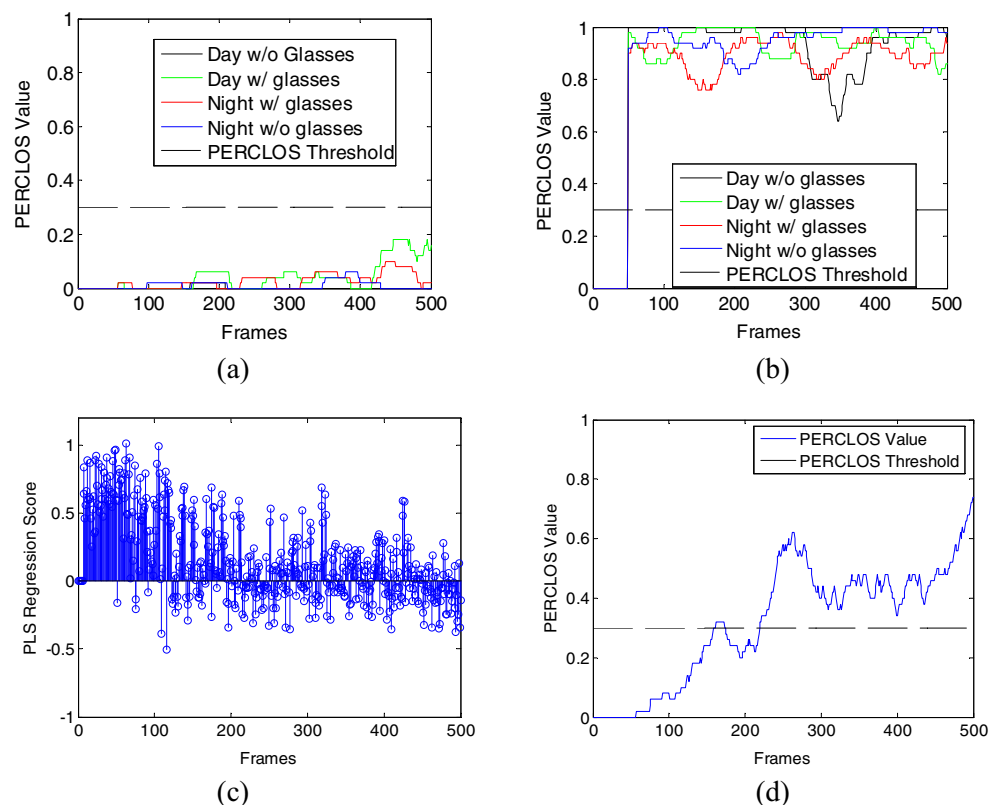 1
0.8
0.6
0.4
0.2
0
PERCLOS Value
Day w/o Glasses
Day w/ glasses
Night w/ glasses
Night w/o glasses
PERCLOS Threshold
0 100 200 300 400 500
Frames
(a)
1
0.8
0.6
0.4
0.2
0
PERCLOS Value
Day w/o glasses
Day w/ glasses
Night w/ glasses
Night w/o glasses
PERCLOS Threshold
0 100 200 300 400 500
Frames
(b)
1
0.5
0
-0.5
-1
PLS Regression Score
0 100 200 300 400 500
Frames
(c)
1
0.8
0.6
0.4
0.2
0
PERCLOS Value
PERCLOS Value
PERCLOS Threshold
0 100 200 300 400 500
Frames
(d)